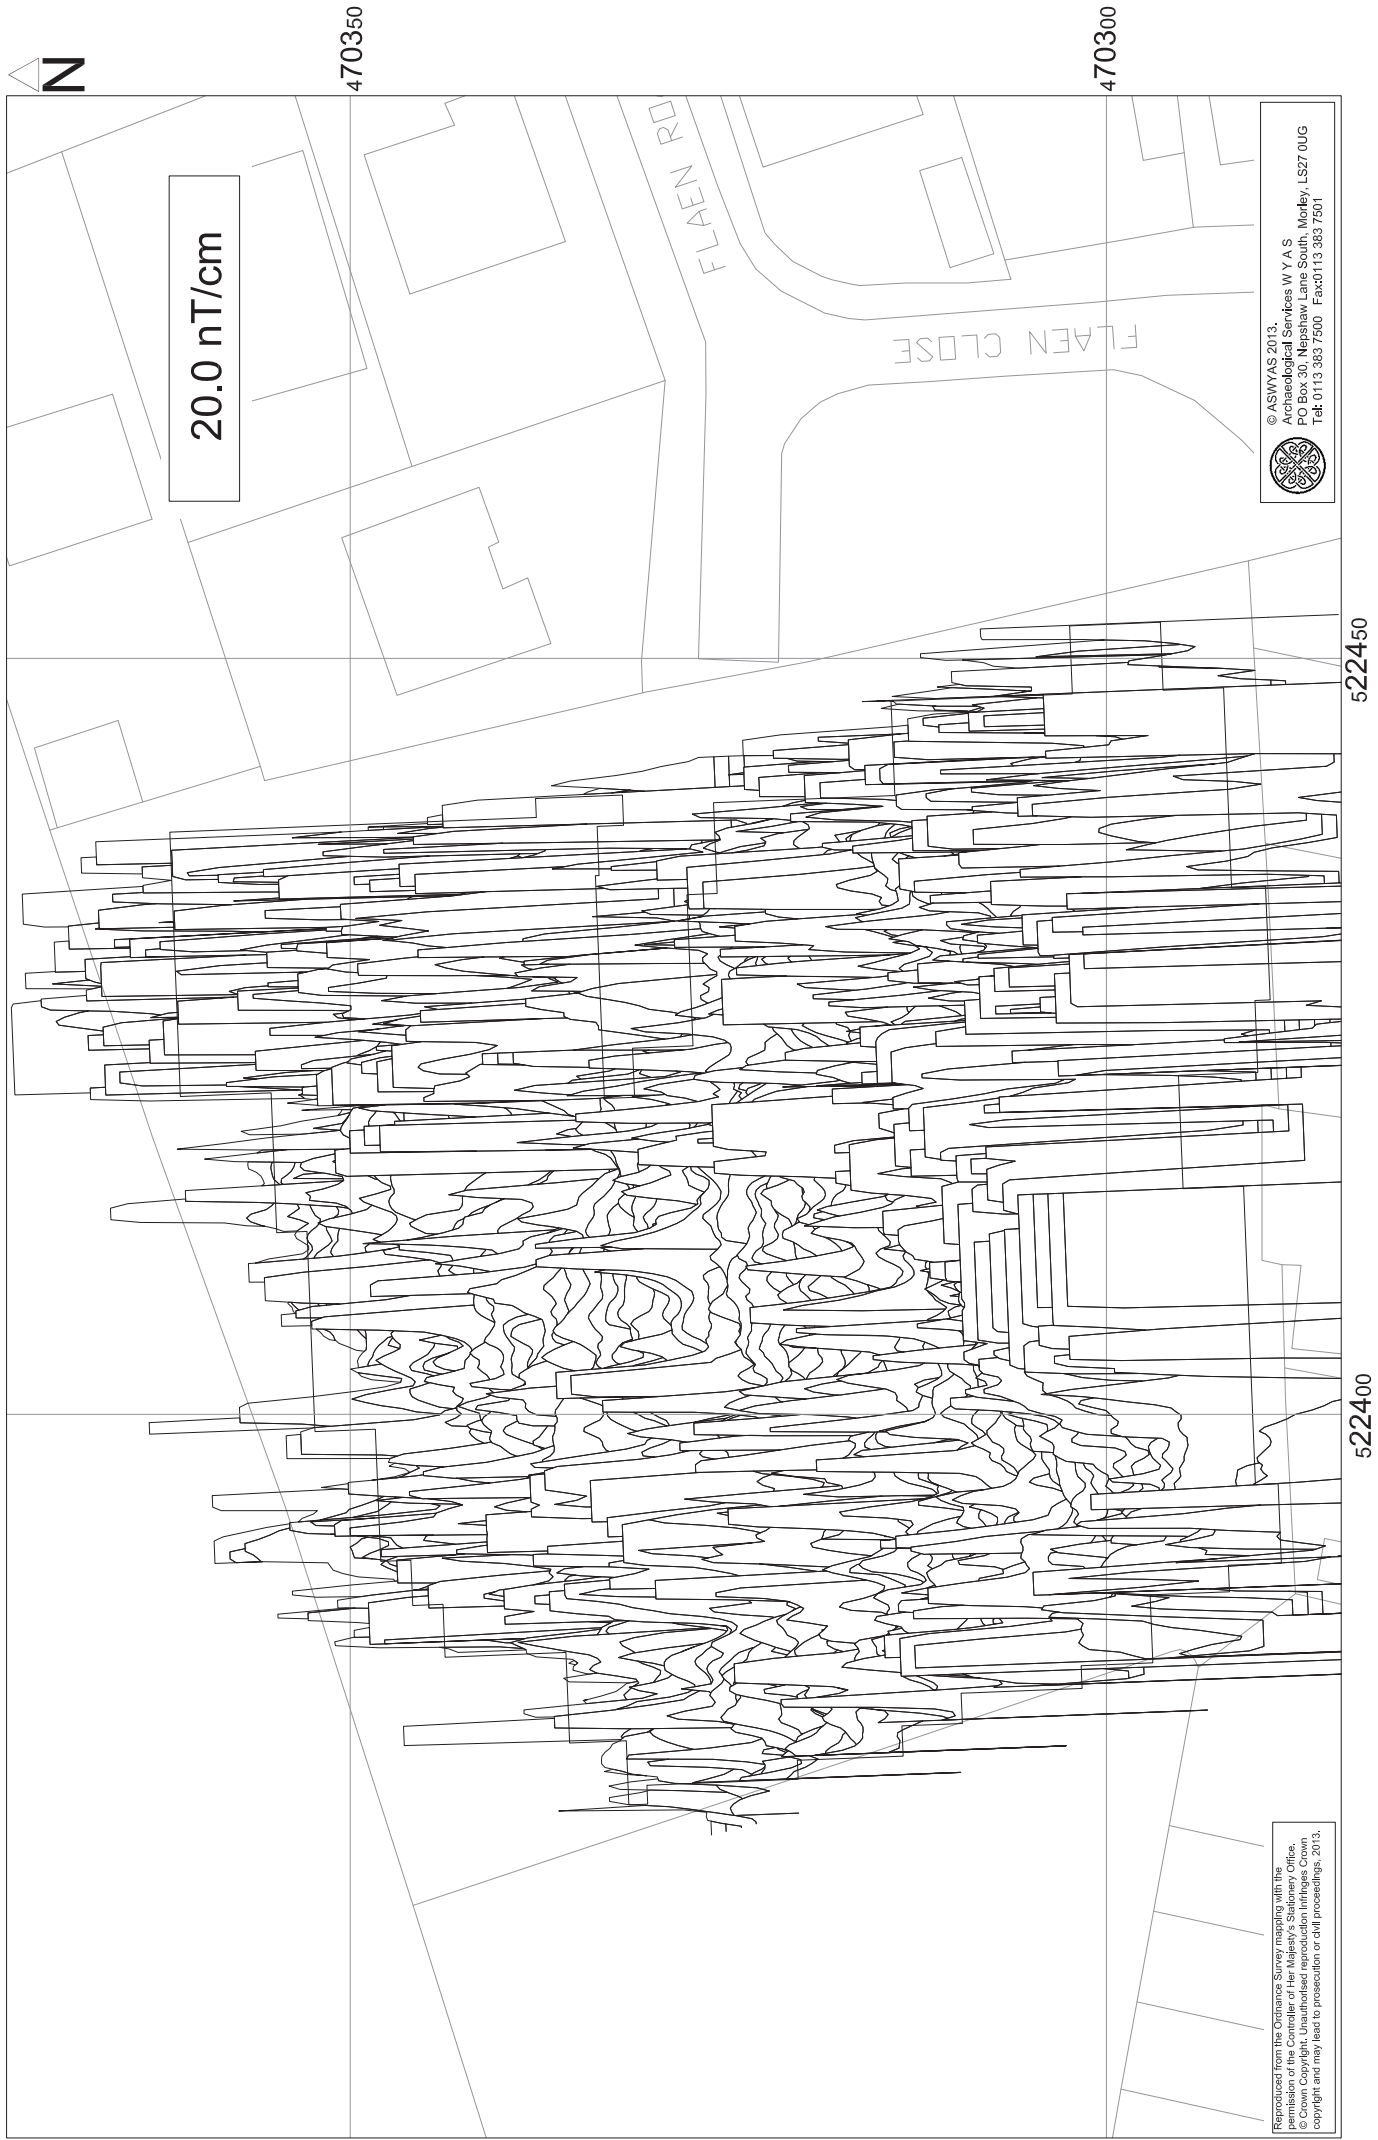 N
470350
470300
20.0 nT/cm
FLAEN RO
FLAEN CLOSE
© ASWYAS 2013.
Archaeological Services W Y A S
PO Box 30, Nepshaw Lane South, Morley, LS27 0UG
Tel: 0113 383 7500 Fax:0113 383 7501
522450
522400
Reproduced from the Ordnance Survey mapping with the
permission of the Controller of Her Majesty's Stationery Office.
© Crown Copyright. Unauthorised reproduction infringes Crown
copyright and may lead to prosecution or civil proceedings, 2013.